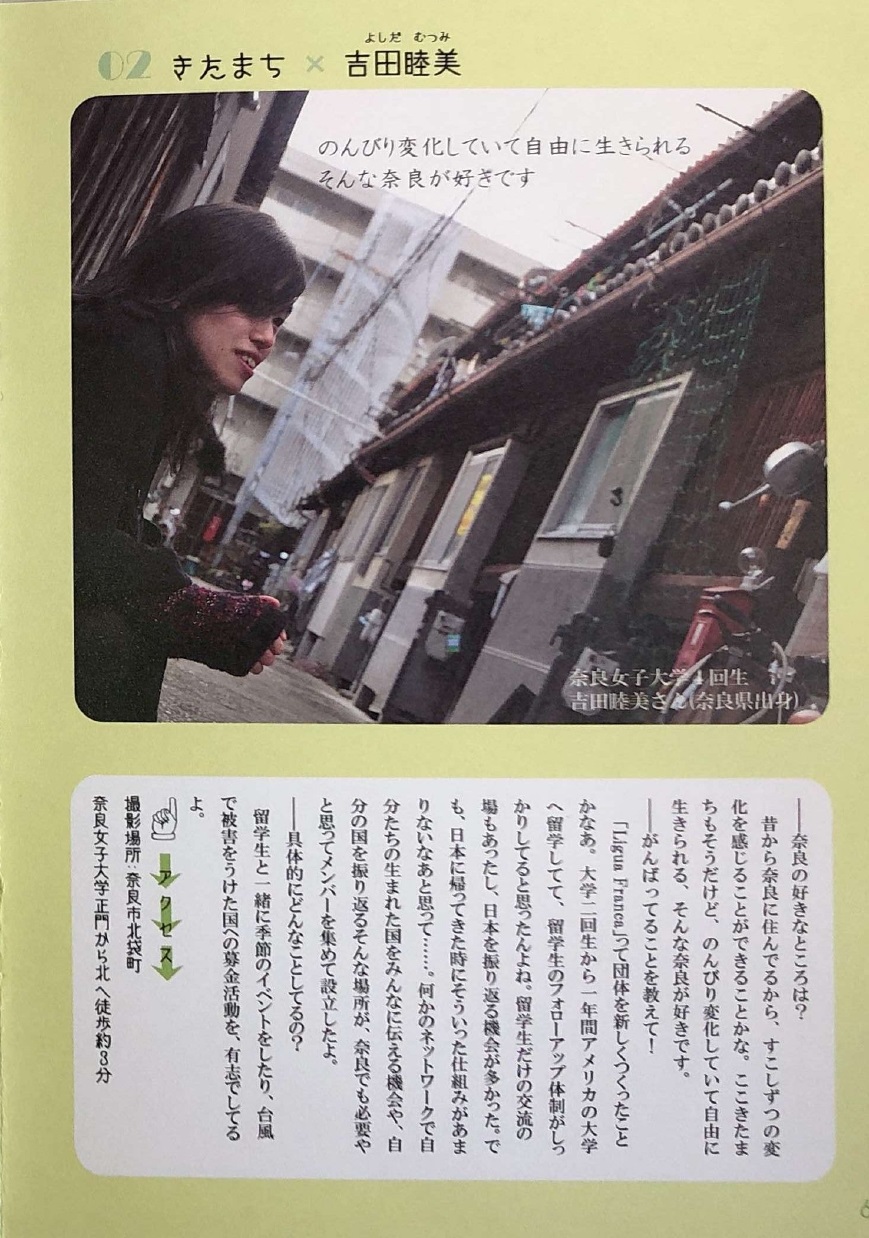 02 きたまち × 吉田睦美
よしだ むつみ
のんびり変化していて自由に生きられる
そんな奈良が好きです
奈良女子大学4回生
吉田睦美さん(奈良県出身)
――奈良の好きなところは?
昔から奈良に住んでるから、すこしずつの変
化を感じることができることかな。ここきたま
ちもそうだけど、のんびり変化していて自由に
生きられる、そんな奈良が好きです。
――がんばってることを教えて!
「Ligua Franca」って団体を新しくつくったこと
かなあ。大学二回生から一年間アメリカの大学
へ留学してて、留学生のフォローアップ体制がしっ
かりしてると思ったんよね。留学生だけの交流の
場もあったし、日本を振り返る機会が多かった。で
も、日本に帰ってきた時にそういった仕組みがあま
りないなあと思って……。何かのネットワークで自
分たちの生まれた国をみんなに伝える機会や、自
分の国を振り返るそんな場所が、奈良でも必要や
と思ってメンバーを集めて設立したよ。
――具体的にどんなことしてるの?
留学生と一緒に季節のイベントをしたり、台風
で被害をうけた国への募金活動を、有志でしてる
よ。
アクセス
撮影場所:奈良市北袋町
奈良女子大学正門から北へ徒歩約3分